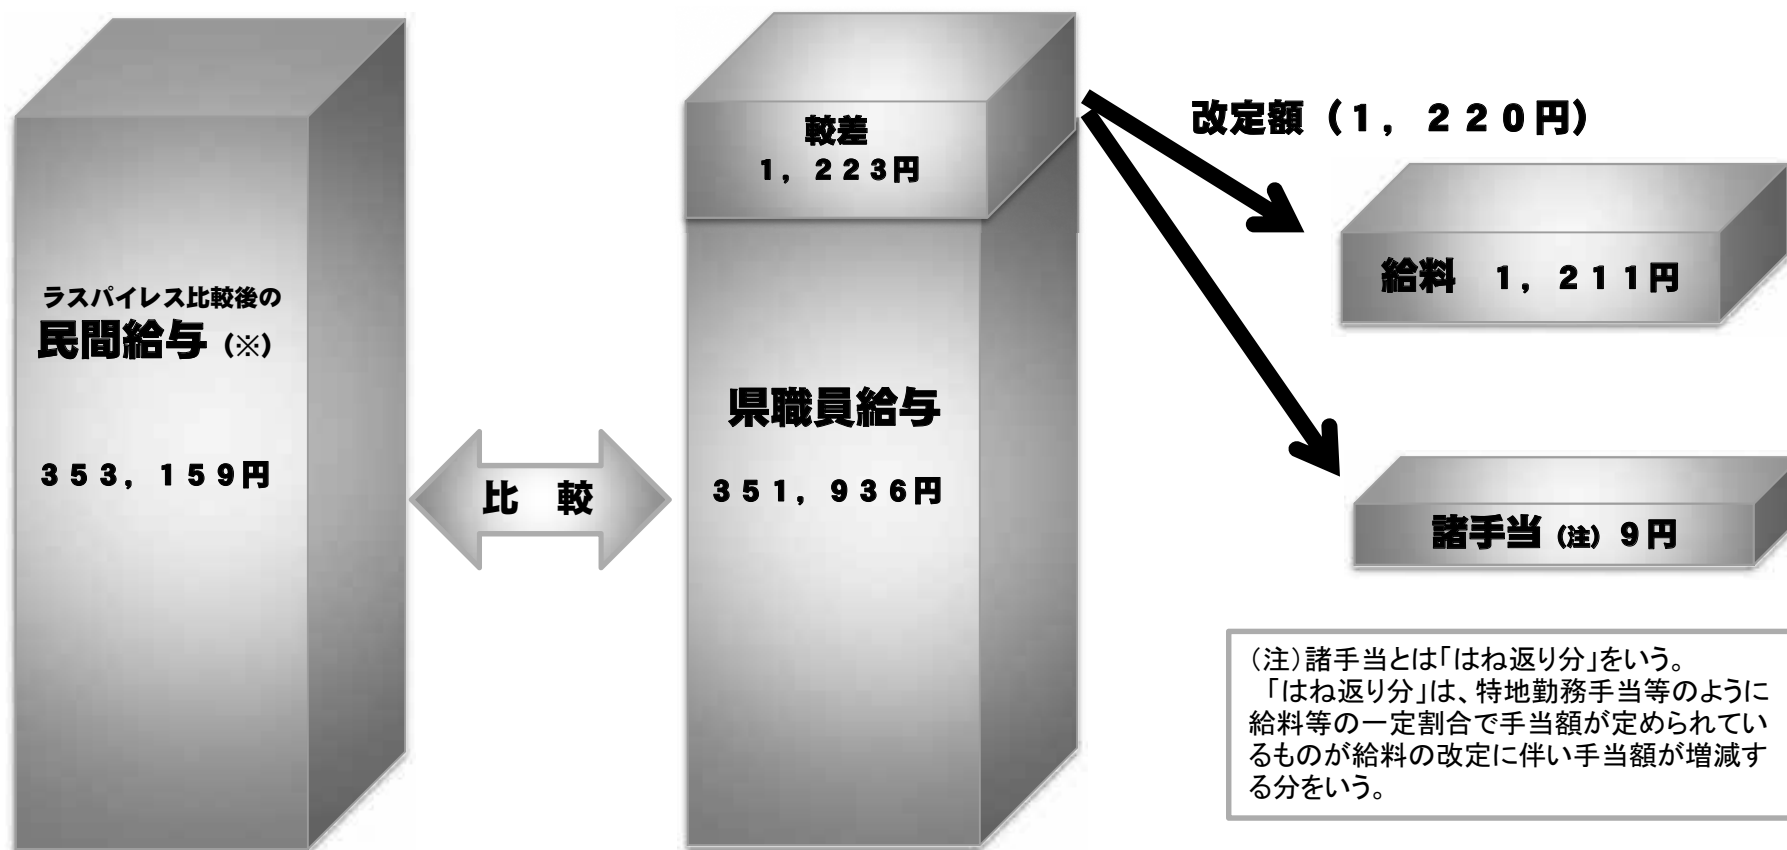 ラスパイレス比較後の
民間給与（※）
３５３，１５９円
比　較
較差
１，２２３円
県職員給与
３５１，９３６円
改定額（１，２２０円）
給料　１，２１１円
諸手当（注）９円
（注）諸手当とは「はね返り分」をいう。
　「はね返り分」は、特地勤務手当等のように
給料等の一定割合で手当額が定められてい
るものが給料の改定に伴い手当額が増減す
る分をいう。